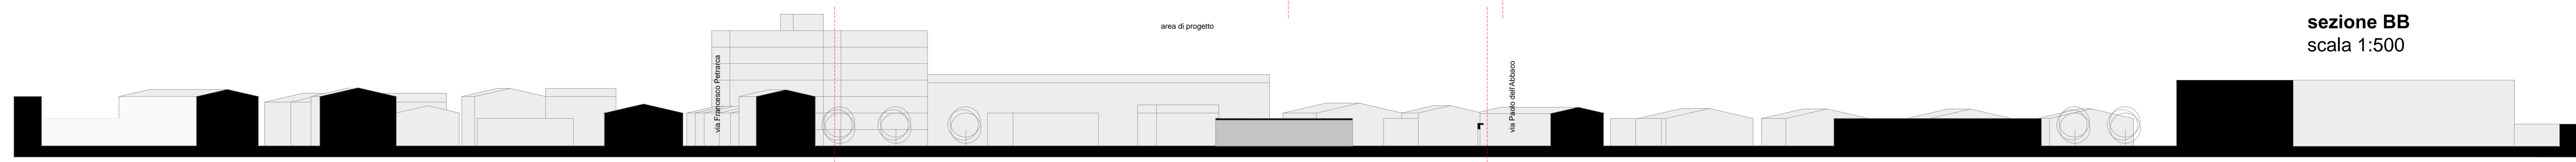 via Francesco Petrarca
area di progetto
via Paolo dell'Abbaco
sezione BB
scala 1:500